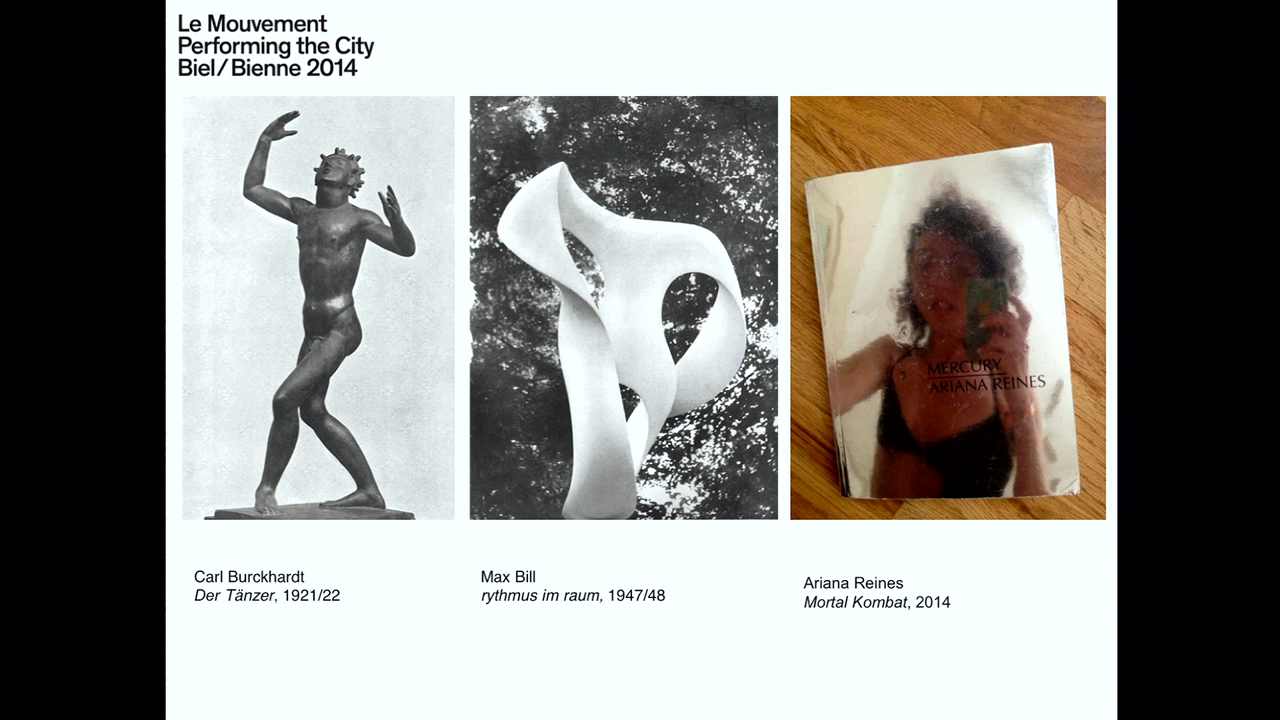 Le Mouvement
Performing the City
Biel/Bienne 2014
MERCURY
ARIANA REINES
Carl Burckhardt
Der Tänzer, 1921/22
Max Bill
rythmus im raum, 1947/48
Ariana Reines
Mortal Kombat, 2014